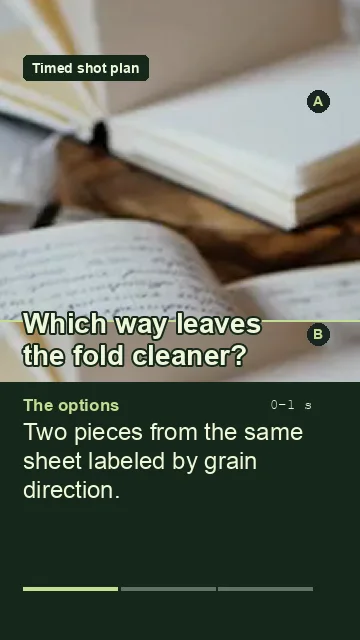 Timed shot plan
A
Which way leaves
the fold cleaner?
B
The options
0–1 s
Two pieces from the same
sheet labeled by grain
direction.